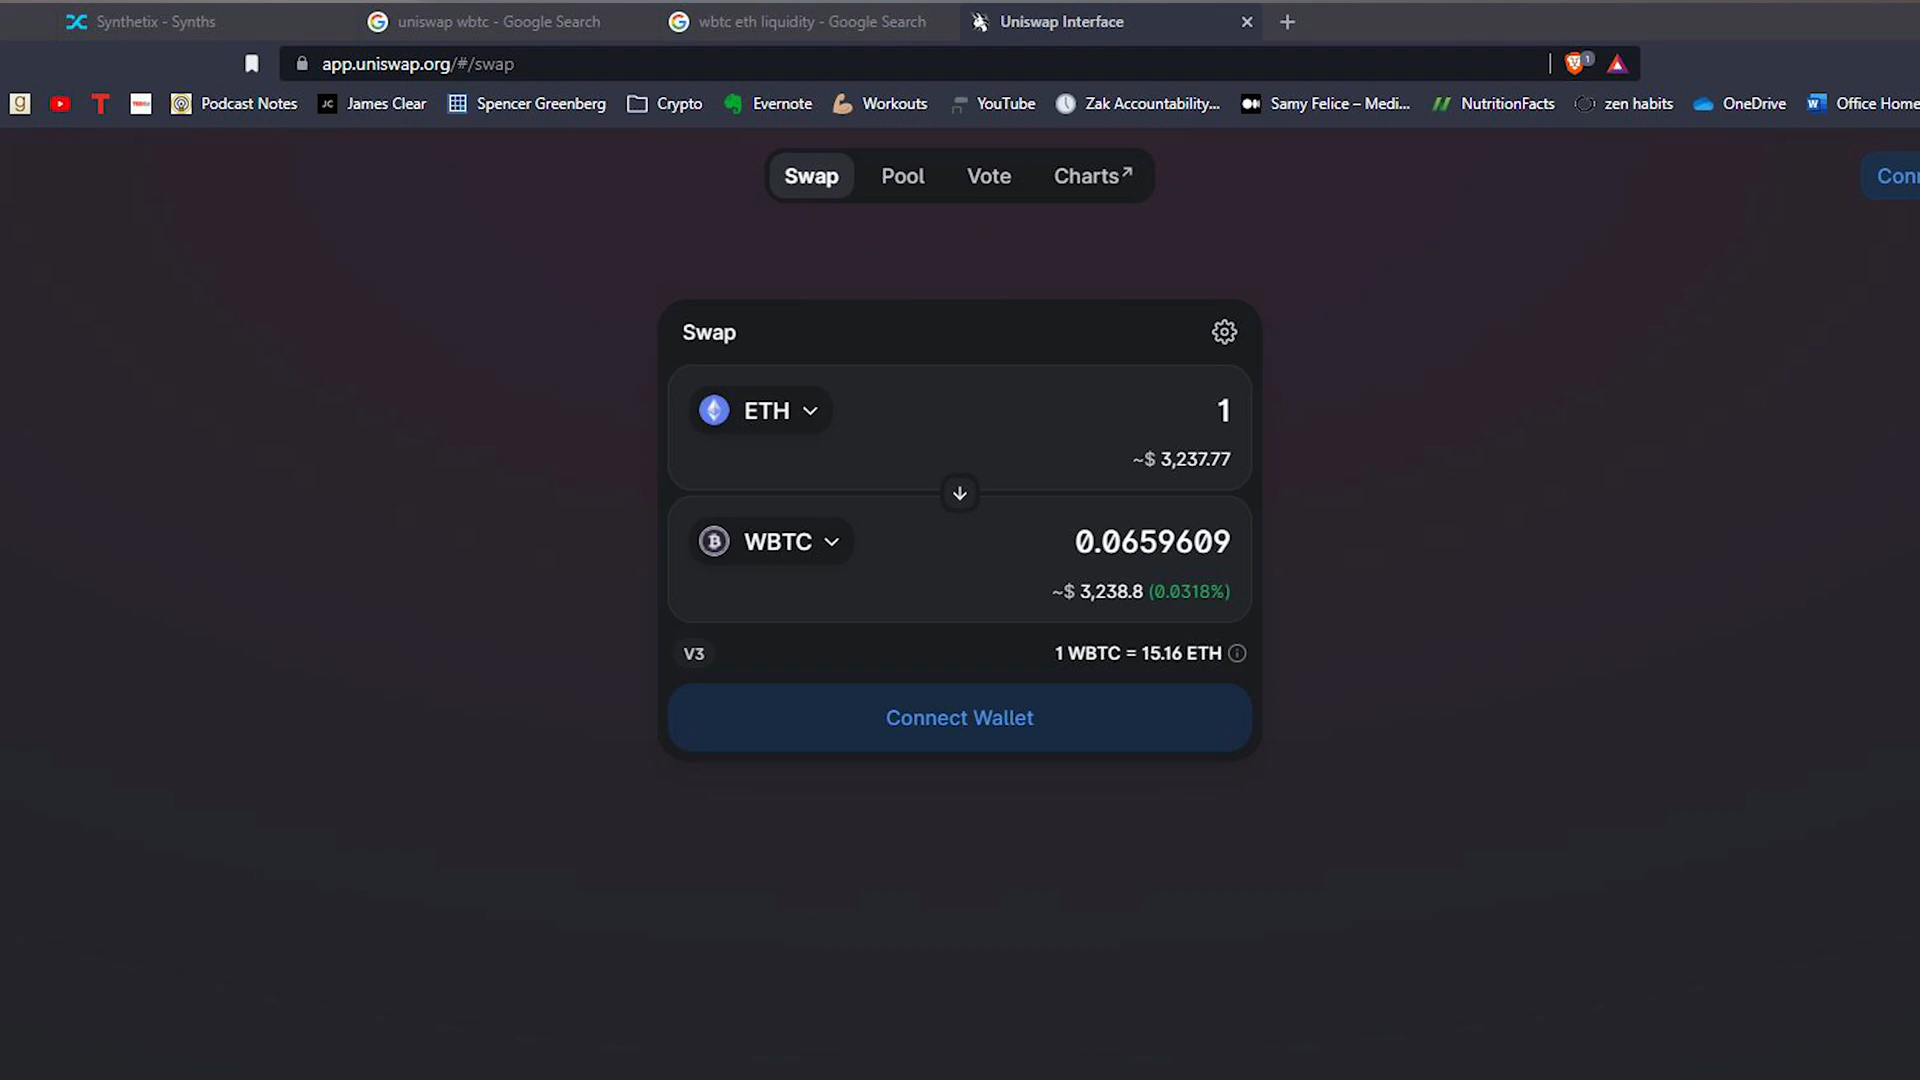 Synthetix - Synths
uniswap wbtc - Google Search
wbtc eth liquidity - Google Search
Uniswap Interface
app.uniswap.org/#/swap
1
Podcast Notes
JC
James Clear
Spencer Greenberg
Crypto
Evernote
Workouts
YouTube
Zak Accountability...
Samy Felice – Medi...
NutritionFacts
zen habits
OneDrive
Office Home
Swap
Pool
Vote
Charts↗
Conn
Swap
ETH
1
~$ 3,237.77
WBTC
0.0659609
~$ 3,238.8 (0.0318%)
V3
1 WBTC = 15.16 ETH
Connect Wallet